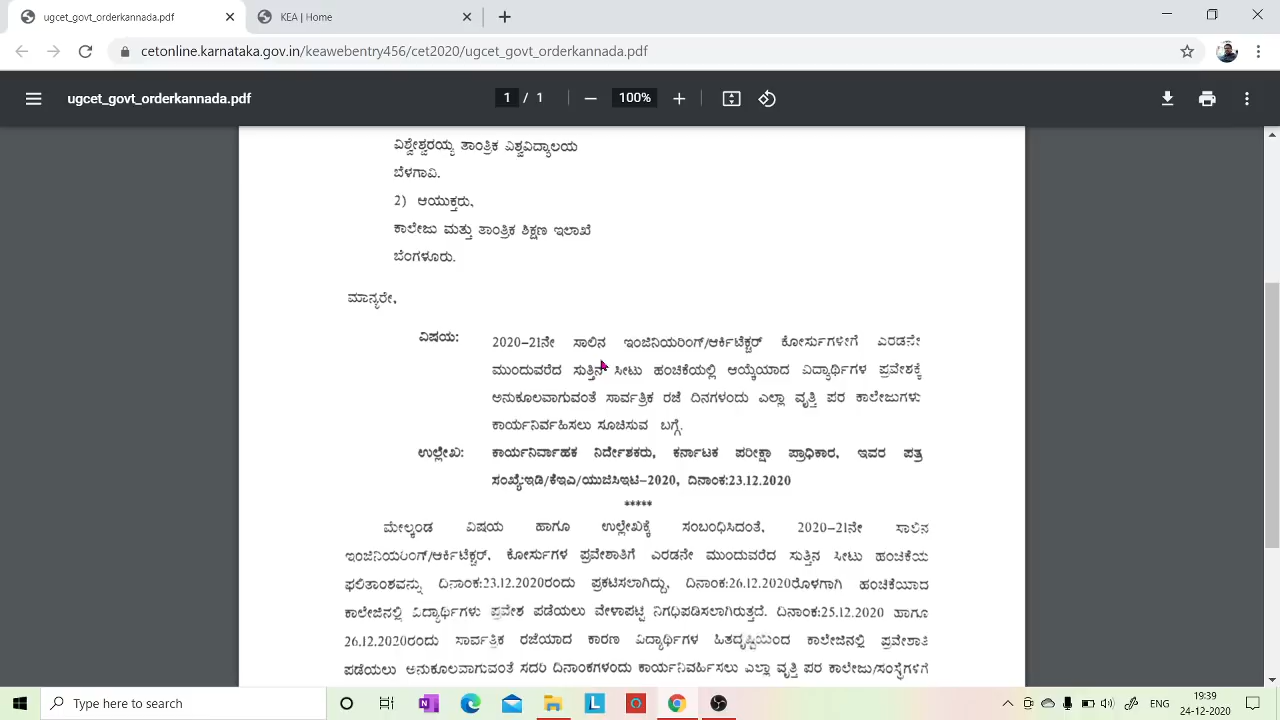 ugcet_govt_orderkannada.pdf
KEA | Home
cetonline.karnataka.gov.in/keawebentry456/cet2020/ugcet_govt_orderkannada.pdf
ugcet_govt_orderkannada.pdf
1 / 1
100%
ವಿಶ್ವೇಶ್ವರಯ್ಯ ತಾಂತ್ರಿಕ ವಿಶ್ವವಿದ್ಯಾಲಯ
ಬೆಳಗಾವಿ.
2) ಆಯುಕ್ತರು,
ಕಾಲೇಜು ಮತ್ತು ತಾಂತ್ರಿಕ ಶಿಕ್ಷಣ ಇಲಾಖೆ
ಬೆಂಗಳೂರು.
ಮಾನ್ಯರೇ,
ವಿಷಯ: 2020-21ನೇ ಸಾಲಿನ ಇಂಜಿನಿಯರಿಂಗ್/ಆರ್ಕಿಟೆಕ್ಚರ್ ಕೋರ್ಸುಗಳಿಗೆ ಎರಡನೇ
ಮುಂದುವರೆದ ಸುತ್ತಿನ ಸೀಟು ಹಂಚಿಕೆಯಲ್ಲಿ ಆಯ್ಕೆಯಾದ ವಿದ್ಯಾರ್ಥಿಗಳ ಪ್ರವೇಶಕ್ಕೆ
ಅನುಕೂಲವಾಗುವಂತೆ ಸಾರ್ವತ್ರಿಕ ರಜೆ ದಿನಗಳಂದು ಎಲ್ಲಾ ವೃತ್ತಿ ಪರ ಕಾಲೇಜುಗಳು
ಕಾರ್ಯನಿರ್ವಹಿಸಲು ಸೂಚಿಸುವ ಬಗ್ಗೆ.
ಉಲ್ಲೇಖ: ಕಾರ್ಯನಿರ್ವಾಹಕ ನಿರ್ದೇಶಕರು, ಕರ್ನಾಟಕ ಪರೀಕ್ಷಾ ಪ್ರಾಧಿಕಾರ, ಇವರ ಪತ್ರ
ಸಂಖ್ಯೆ:ಇಡಿ/ಕೆಇಎ/ಯುಜಿಸಿಇಟಿ-2020, ದಿನಾಂಕ:23.12.2020
*****
ಮೇಲ್ಕಂಡ ವಿಷಯ ಹಾಗೂ ಉಲ್ಲೇಖಕ್ಕೆ ಸಂಬಂಧಿಸಿದಂತೆ, 2020-21ನೇ ಸಾಲಿನ
ಇಂಜಿನಿಯರಿಂಗ್/ಆರ್ಕಿಟೆಕ್ಚರ್, ಕೋರ್ಸುಗಳ ಪ್ರವೇಶಾತಿಗೆ ಎರಡನೇ ಮುಂದುವರೆದ ಸುತ್ತಿನ ಸೀಟು ಹಂಚಿಕೆಯ
ಫಲಿತಾಂಶವನ್ನು ದಿನಾಂಕ:23.12.2020ರಂದು ಪ್ರಕಟಿಸಲಾಗಿದ್ದು, ದಿನಾಂಕ:26.12.2020ರೊಳಗಾಗಿ ಹಂಚಿಕೆಯಾದ
ಕಾಲೇಜಿನಲ್ಲಿ ವಿದ್ಯಾರ್ಥಿಗಳು ಪ್ರವೇಶ ಪಡೆಯಲು ವೇಳಾಪಟ್ಟಿ ನಿಗಧಿಪಡಿಸಲಾಗಿರುತ್ತದೆ. ದಿನಾಂಕ:25.12.2020 ಹಾಗೂ
26.12.2020ರಂದು ಸಾರ್ವತ್ರಿಕ ರಜೆಯಾದ ಕಾರಣ ವಿದ್ಯಾರ್ಥಿಗಳ ಹಿತದೃಷ್ಟಿಯಿಂದ ಕಾಲೇಜಿನಲ್ಲಿ ಪ್ರವೇಶಾತಿ
ಪಡೆಯಲು ಅನುಕೂಲವಾಗುವಂತೆ ಸದರಿ ದಿನಾಂಕಗಳಂದು ಕಾರ್ಯನಿರ್ವಹಿಸಲು ಎಲ್ಲಾ ವೃತ್ತಿ ಪರ ಕಾಲೇಜು/ಸಂಸ್ಥೆಗಳಿಗೆ
Type here to search
ENG
19:39
24-12-2020